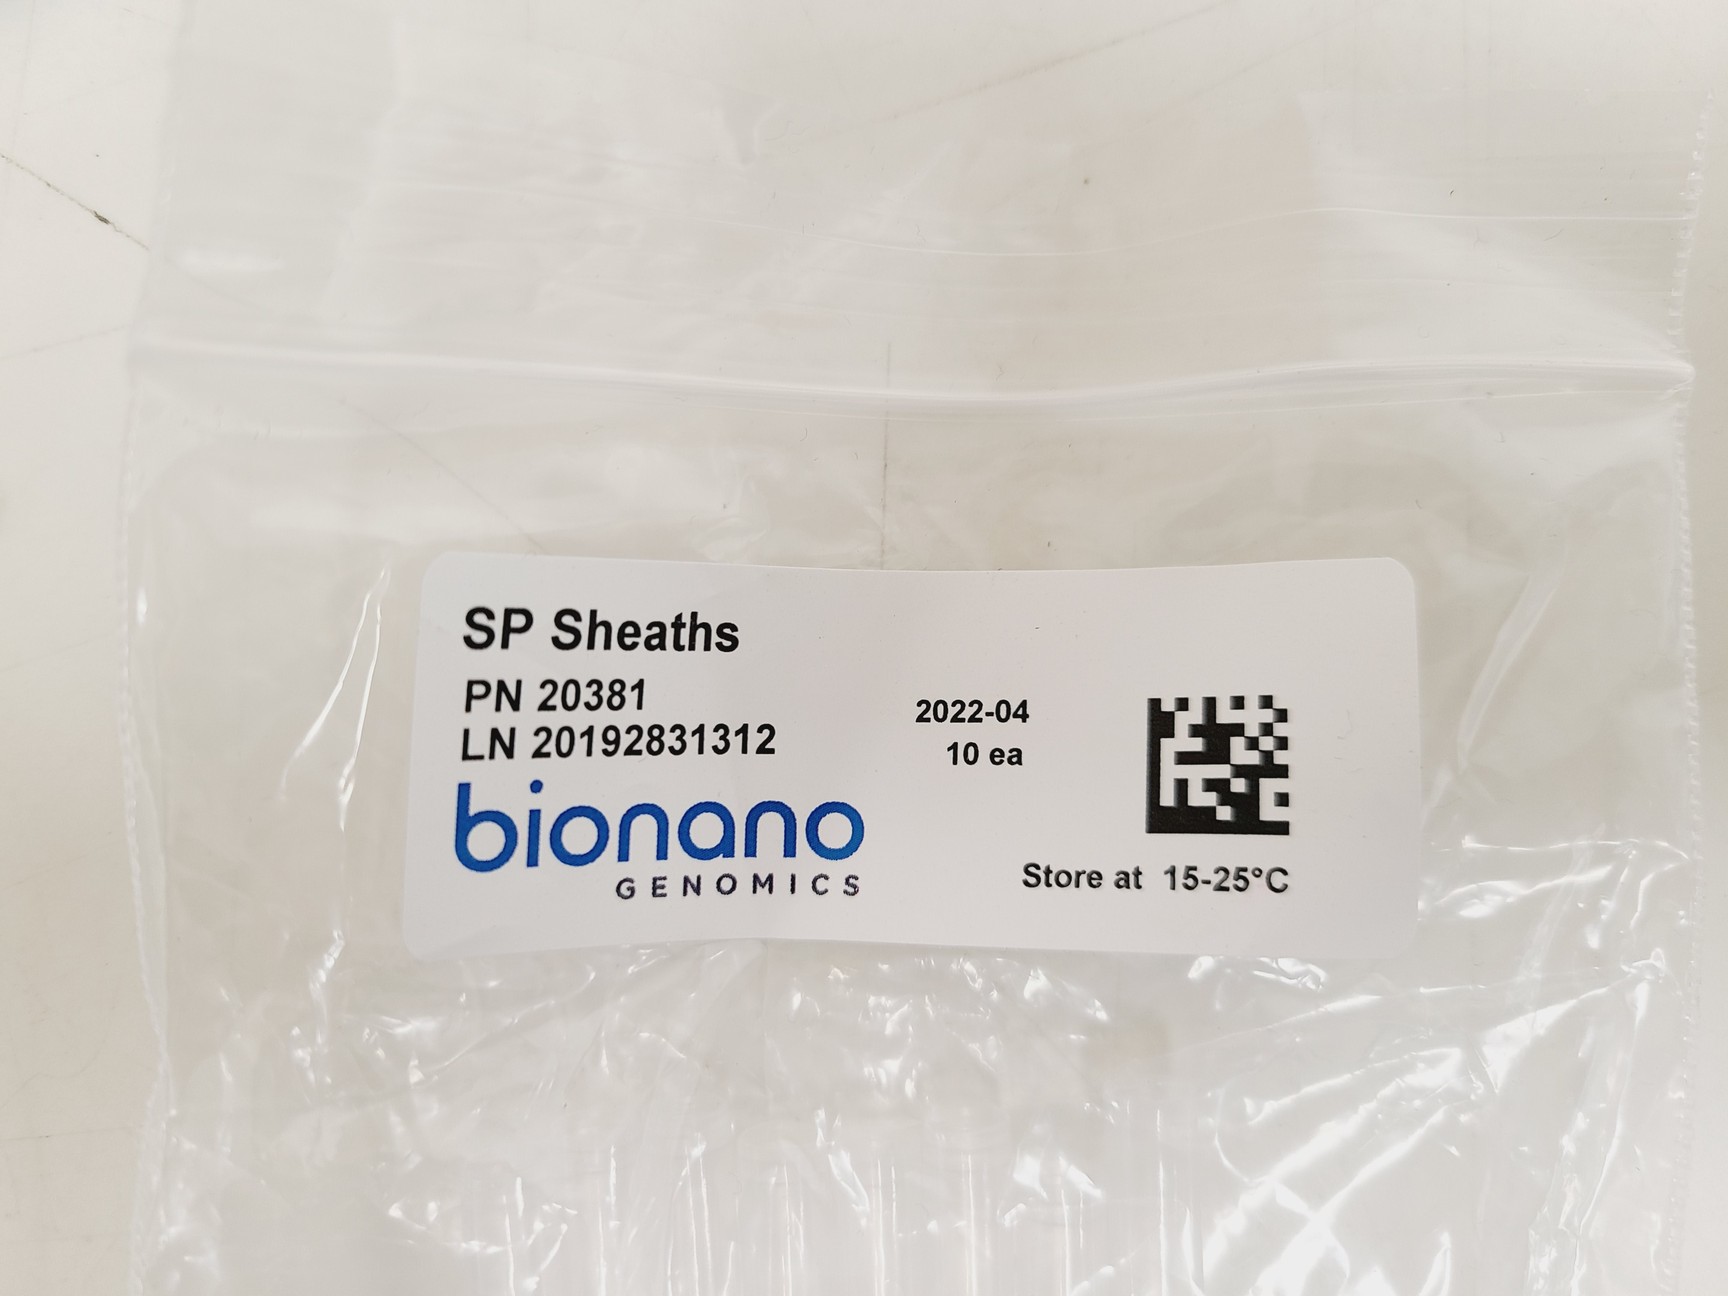 SP Sheaths
PN 20381
LN 20192831312
2022-04
10 ea
bionano
GENOMICS
Store at 15-25°C